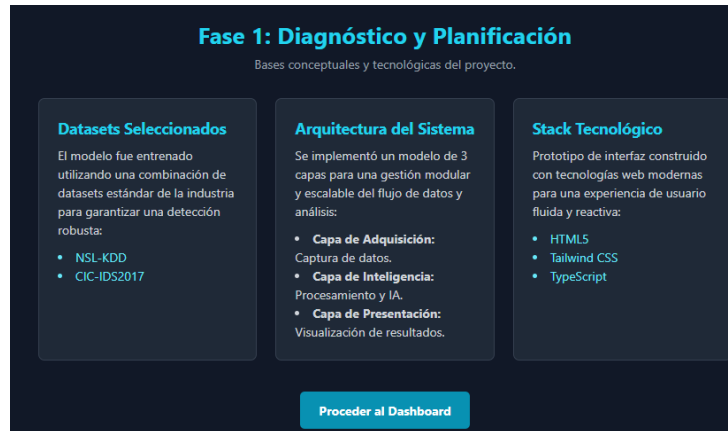 Fase 1: Diagnóstico y Planificación
Bases conceptuales y tecnológicas del proyecto.
Datasets Seleccionados
El modelo fue entrenado
utilizando una combinación de
datasets estándar de la industria
para garantizar una detección
robusta:
• NSL-KDD
• CIC-IDS2017
Arquitectura del Sistema
Se implementó un modelo de 3
capas para una gestión modular
y escalable del flujo de datos y
análisis:
• Capa de Adquisición:
Captura de datos.
• Capa de Inteligencia:
Procesamiento y IA.
• Capa de Presentación:
Visualización de resultados.
Stack Tecnológico
Prototipo de interfaz construido
con tecnologías web modernas
para una experiencia de usuario
fluida y reactiva:
• HTML5
• Tailwind CSS
• TypeScript
Proceder al Dashboard